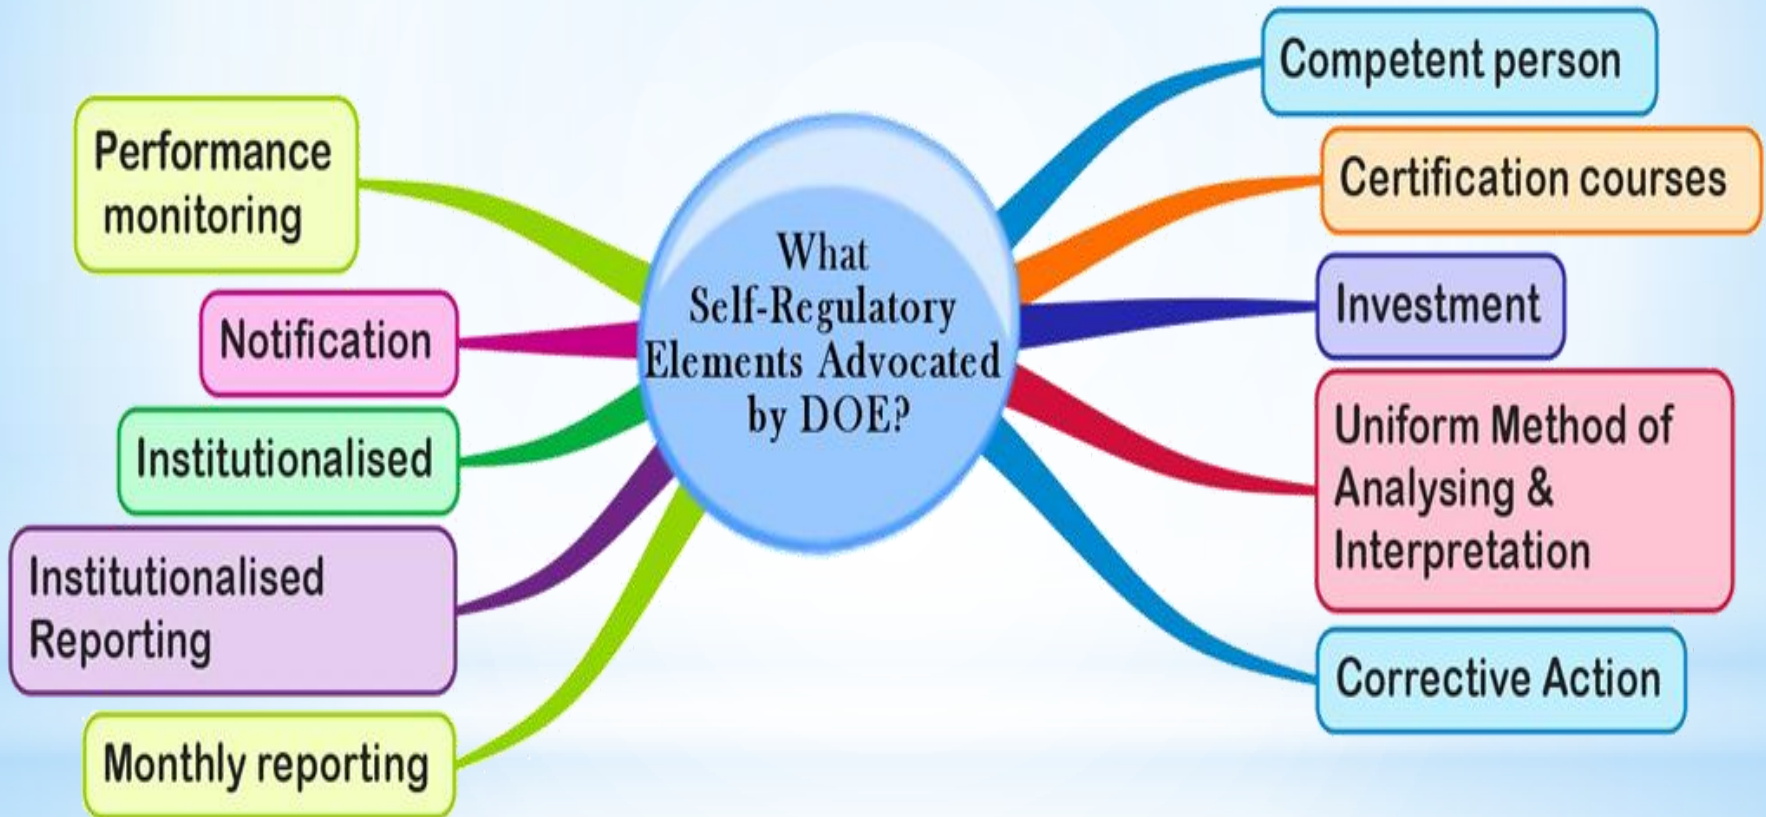 What
Self-Regulatory
Elements Advocated
by DOE?
Competent person
Certification courses
Investment
Uniform Method of
Analysing &
Interpretation
Corrective Action
Performance
monitoring
Notification
Institutionalised
Institutionalised
Reporting
Monthly reporting